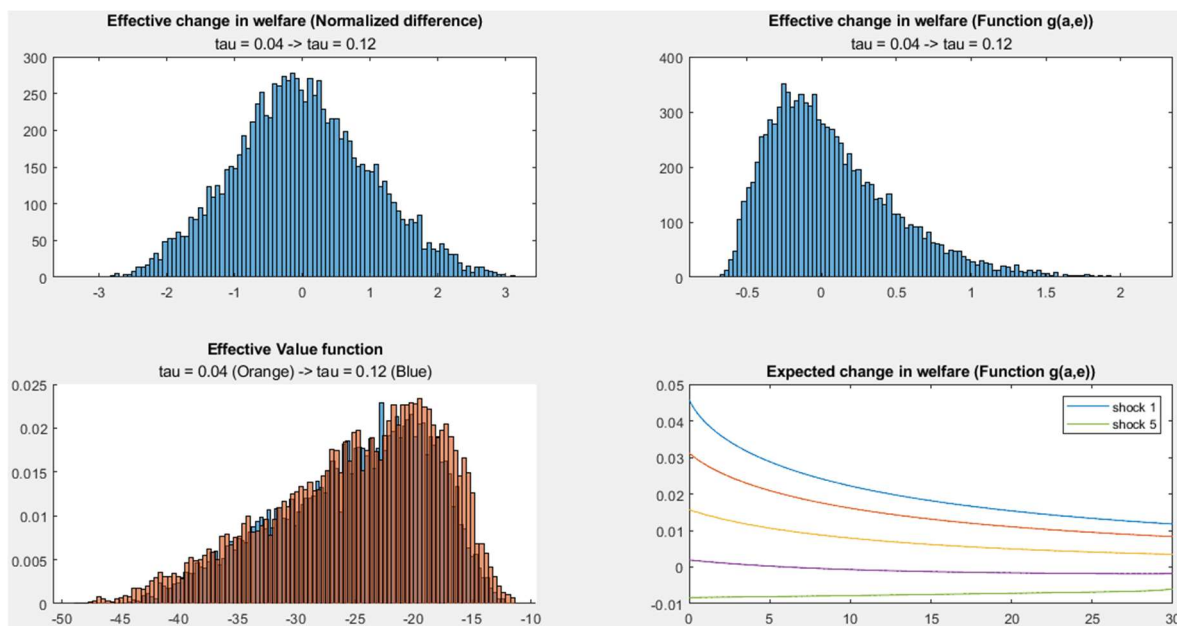 Effective change in welfare (Normalized difference)
tau = 0.04 -> tau = 0.12
300
250
200
150
100
50
0
-3 -2 -1 0 1 2 3
Effective change in welfare (Function g(a,e))
tau = 0.04 -> tau = 0.12
400
300
200
100
0
-0.5 0 0.5 1 1.5 2
Effective Value function
tau = 0.04 (Orange) -> tau = 0.12 (Blue)
0.025
0.02
0.015
0.01
0.005
0
-50 -45 -40 -35 -30 -25 -20 -15 -10
Expected change in welfare (Function g(a,e))
0.05
0.04
0.03
0.02
0.01
0
-0.01
0 5 10 15 20 25 30
shock 1
shock 5